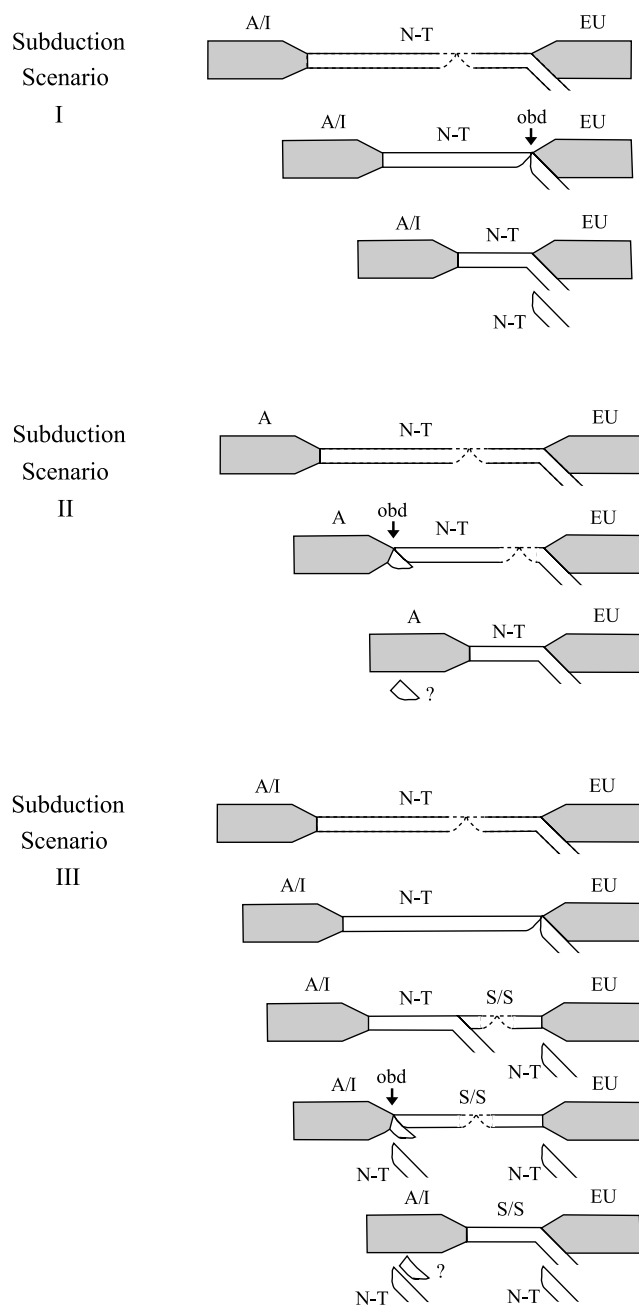 Subduction
Scenario
I
A/I N-T EU
obd
A/I N-T EU
A/I N-T EU
N-T
Subduction
Scenario
II
A N-T EU
obd
A N-T EU
A N-T EU
?
Subduction
Scenario
III
A/I N-T EU
A/I N-T EU
A/I N-T S/S EU
N-T
A/I obd S/S EU
N-T N-T
A/I S/S EU
?
N-T N-T